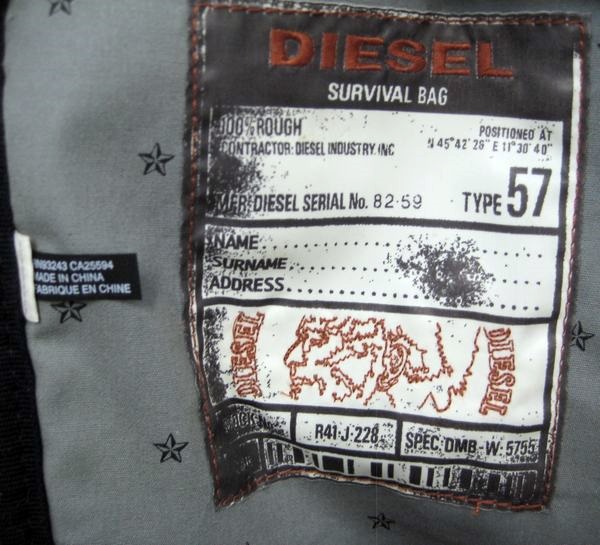 DIESEL
SURVIVAL BAG
100% ROUGH
CONTRACTOR: DIESEL INDUSTRY.INC
POSITIONED AT
N 45°42'26" E 11°30'40"
MFR: DIESEL SERIAL No. 82-59
TYPE 57
NAME
SURNAME
ADDRESS
DIESEL
DIESEL
R41-J-228
SPEC.DMB.W-5755
93243 CA25594
MADE IN CHINA
FABRIQUE EN CHINE